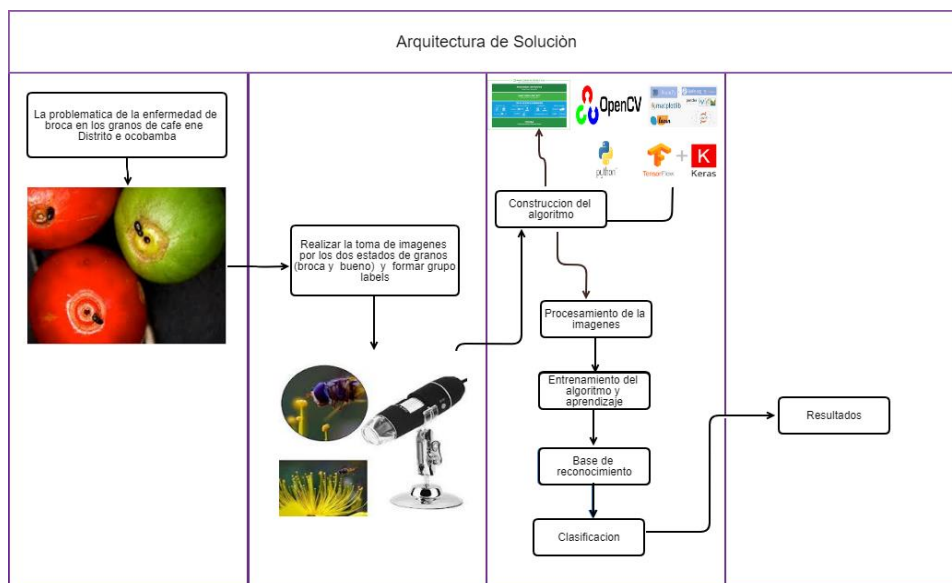 Arquitectura de Soluciòn
La problematica de la enfermedad de
broca en los granos de cafe ene
Distrito e ocobamba
Realizar la toma de imagenes
por los dos estados de granos
(broca y bueno) y formar grupo
labels
OpenCV
matplotlib
python
TensorFlow
+
K
Keras
Construccion del
algoritmo
Procesamiento de la
imagenes
Entrenamiento del
algoritmo y
aprendizaje
Base de
reconocimiento
Clasificacion
Resultados